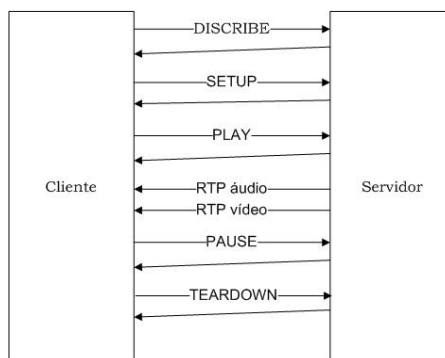 DISCRIBE
SETUP
PLAY
Cliente
RTP áudio
Servidor
RTP vídeo
PAUSE
TEARDOWN